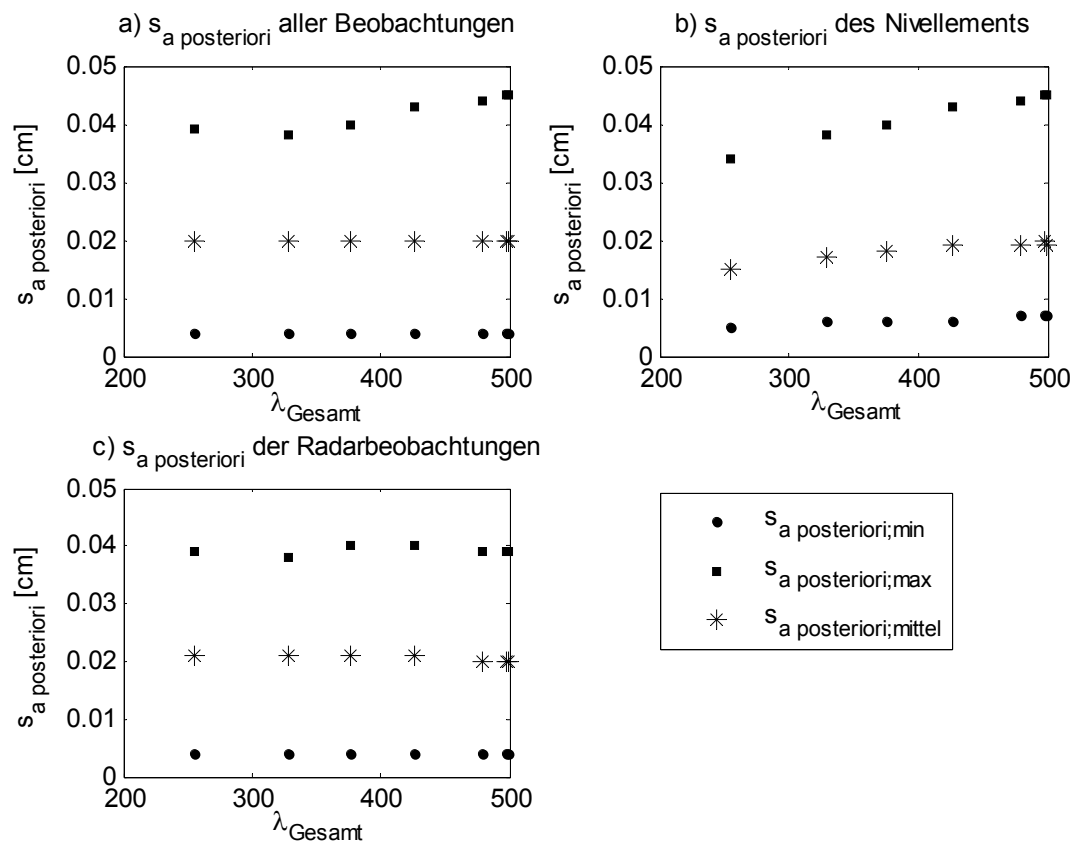 a) s_a posteriori aller Beobachtungen
0.05
0.04
0.03
0.02
0.01
0
s_a posteriori [cm]
200
300
400
500
λ_Gesamt
b) s_a posteriori des Nivellements
0.05
0.04
0.03
0.02
0.01
0
s_a posteriori [cm]
200
300
400
500
λ_Gesamt
c) s_a posteriori der Radarbeobachtungen
0.05
0.04
0.03
0.02
0.01
0
s_a posteriori [cm]
200
300
400
500
λ_Gesamt
s_a posteriori;min
s_a posteriori;max
s_a posteriori;mittel